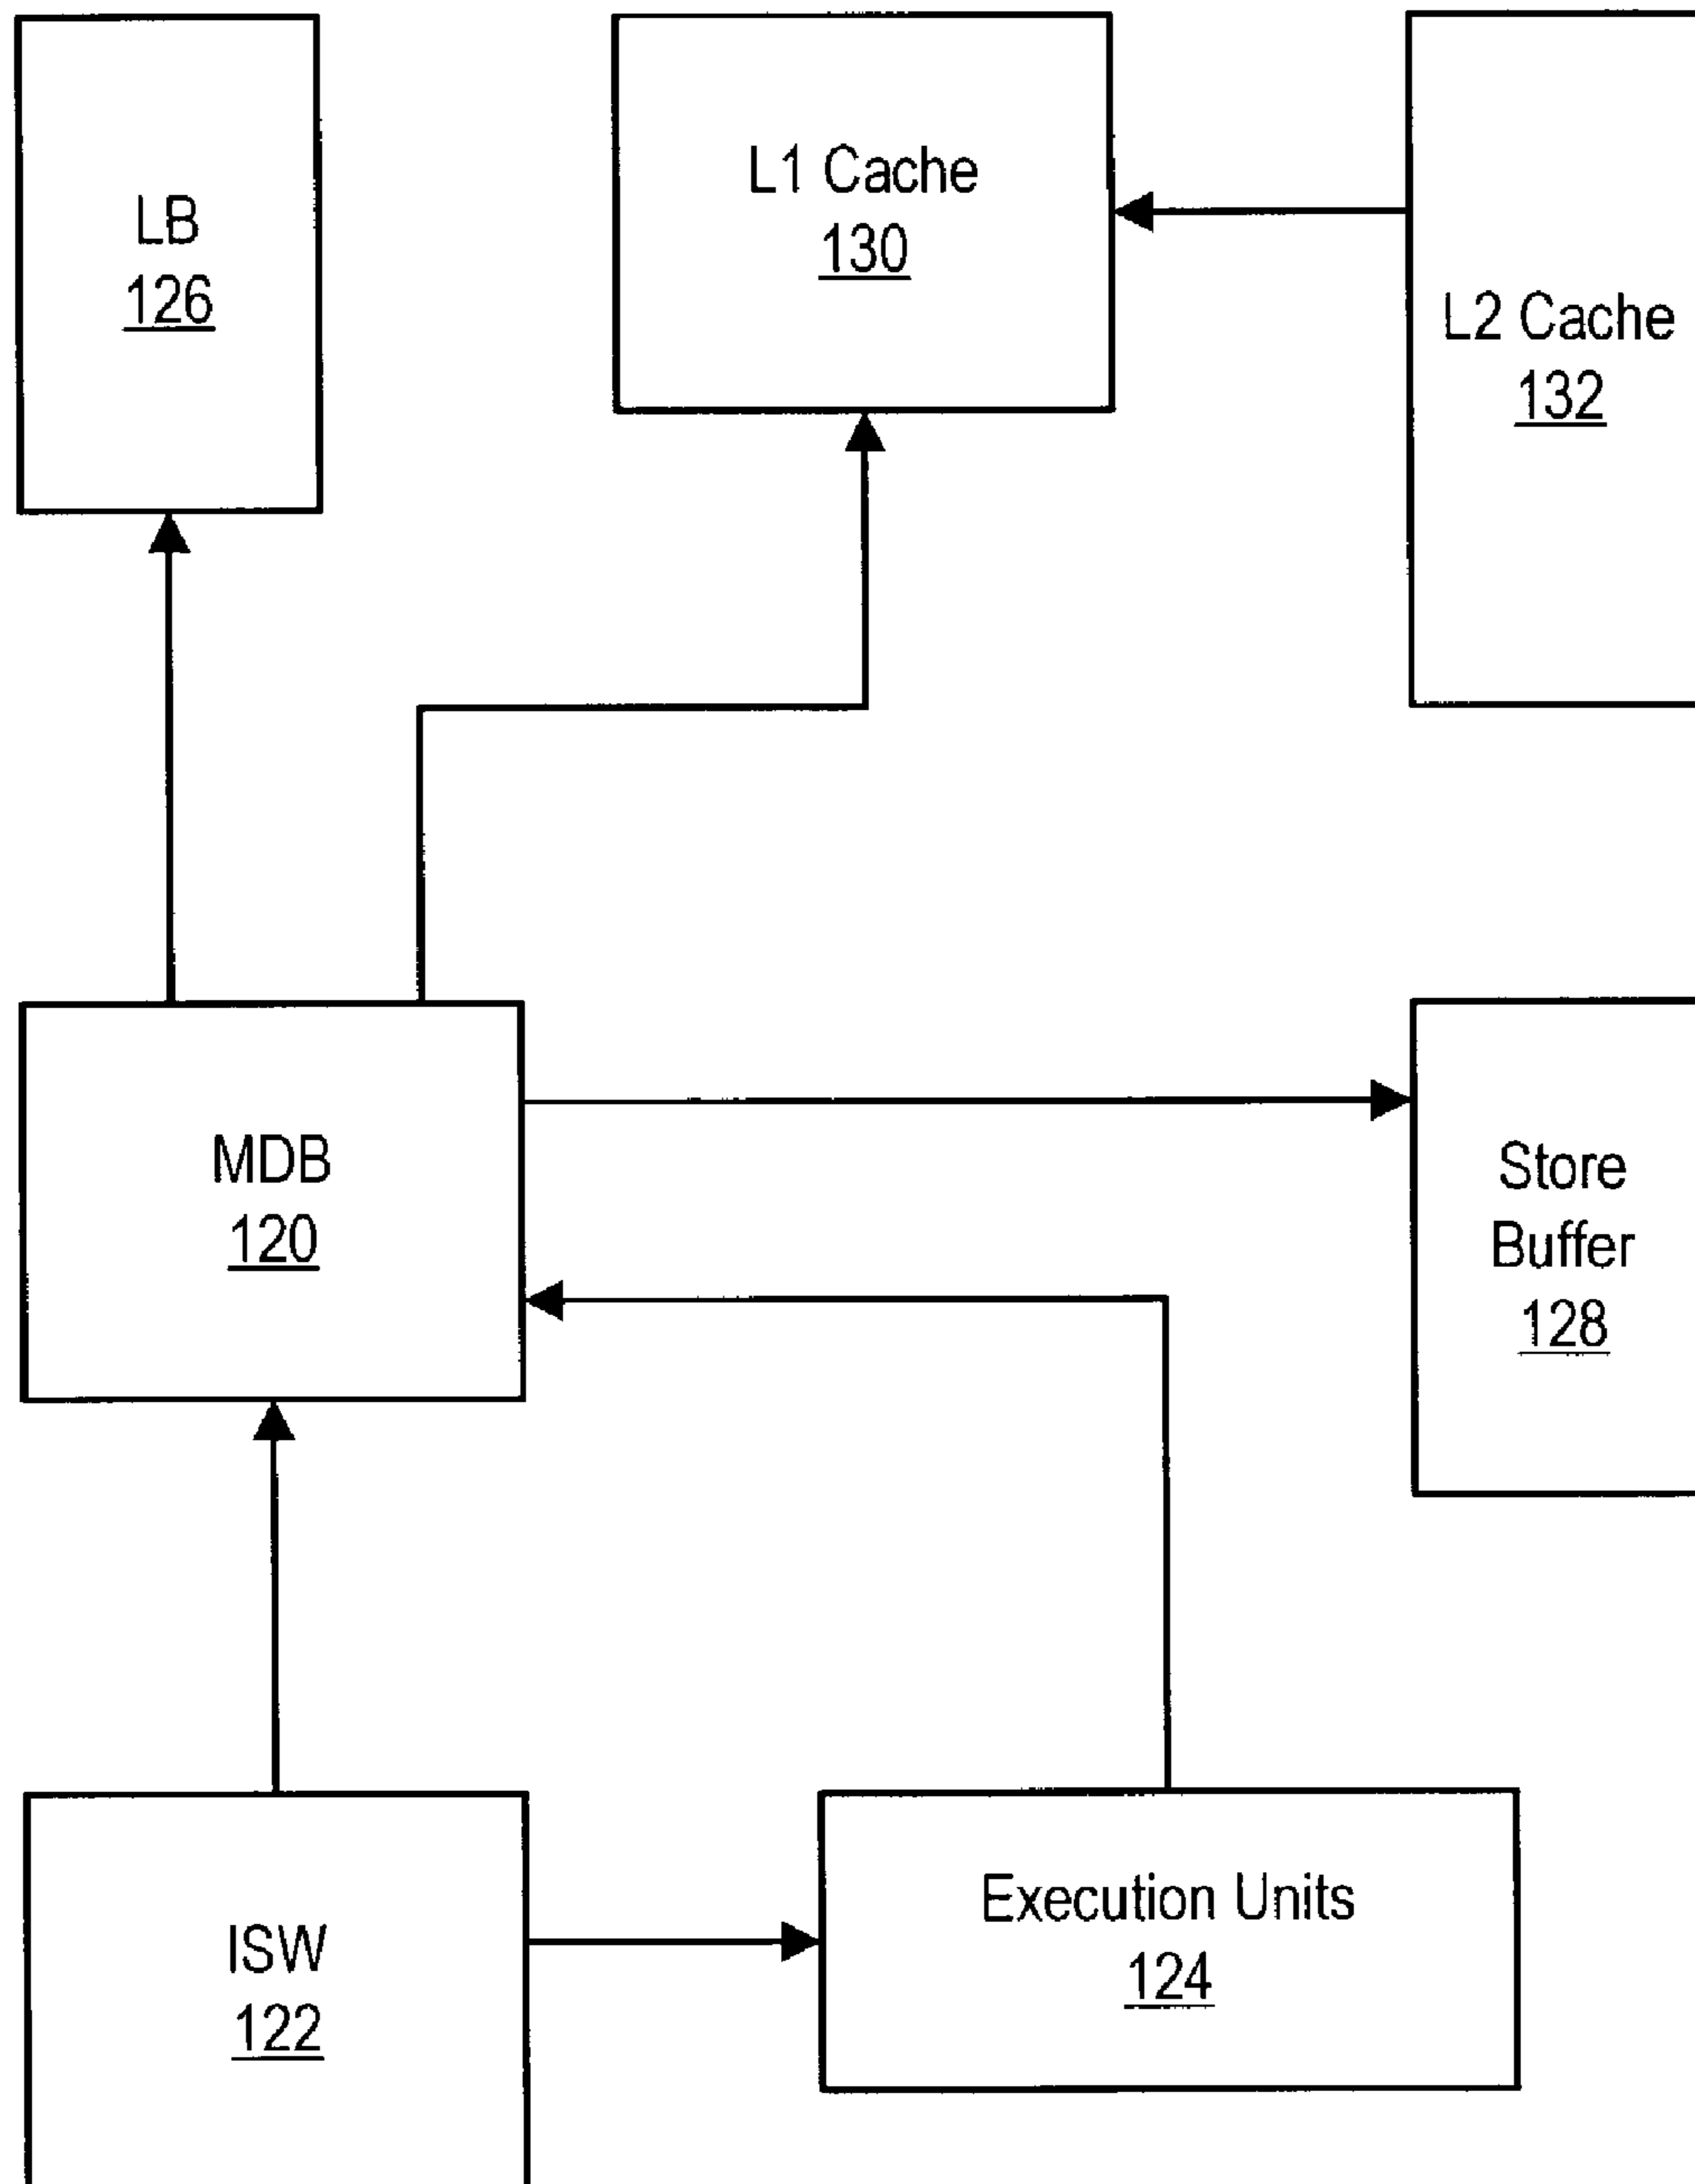 LB
126
L1 Cache
130
L2 Cache
132
MDB
120
Store
Buffer
128
ISW
122
Execution Units
124